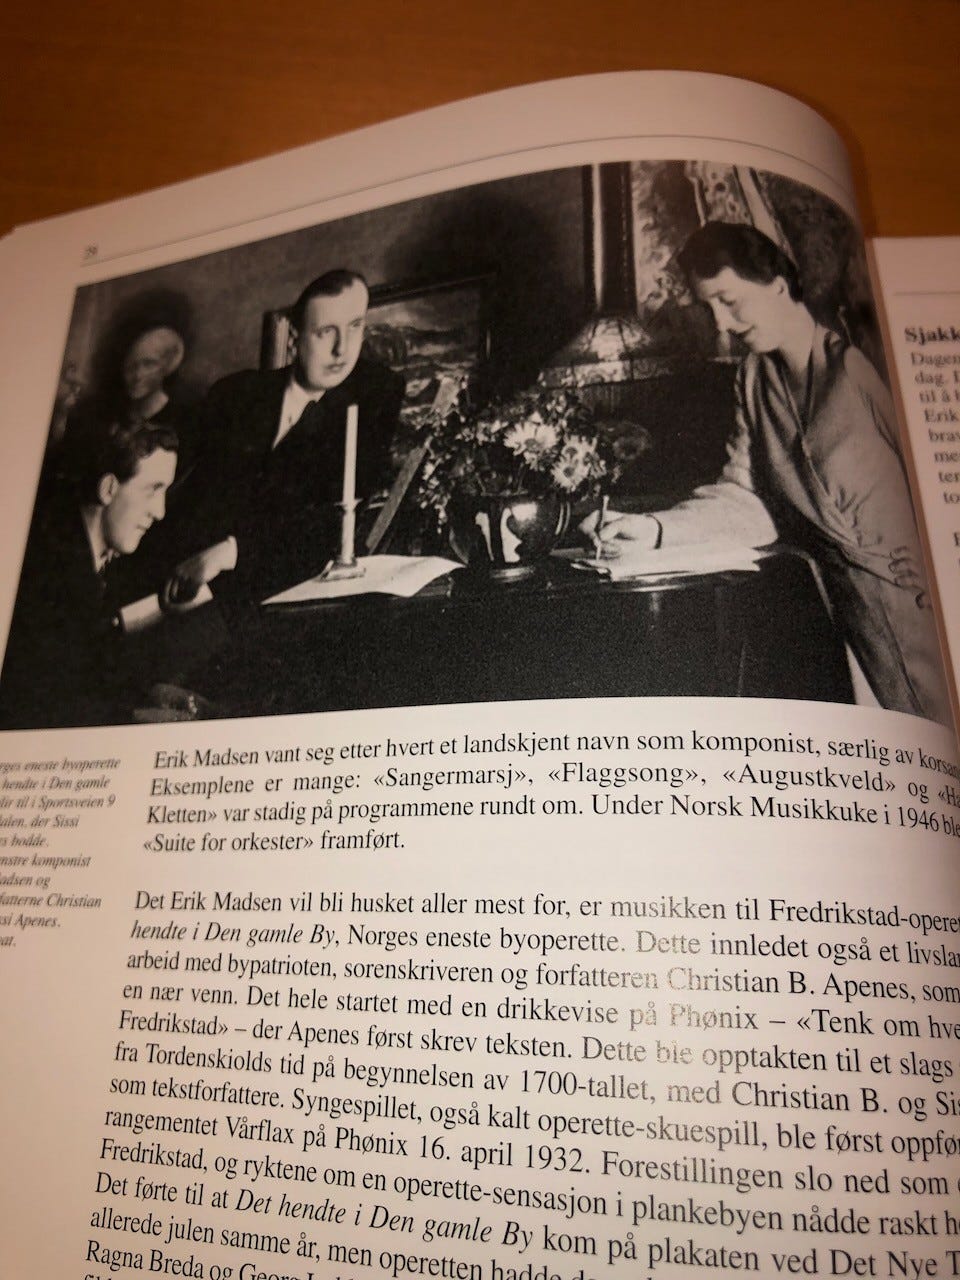 28
rges eneste byoperette
hendte i Den gamle
blir til i Sportsveien 9
dalen, der Sissi
es bodde.
nstre komponist
adsen og
fatterne Christian
ssi Apenes.
at.
Erik Madsen vant seg etter hvert et landskjent navn som komponist, særlig av korsan
Eksemplene er mange: «Sangermarsj», «Flaggsong», «Augustkveld» og «Ha
Kletten» var stadig på programmene rundt om. Under Norsk Musikkuke i 1946 ble
«Suite for orkester» framført.
Det Erik Madsen vil bli husket aller mest for, er musikken til Fredrikstad-operet
hendte i Den gamle By, Norges eneste byoperette. Dette innledet også et livslan
arbeid med bypatrioten, sorenskriveren og forfatteren Christian B. Apenes, som
en nær venn. Det hele startet med en drikkevise på Phønix – «Tenk om hve
Fredrikstad» – der Apenes først skrev teksten. Dette ble opptakten til et slags
fra Tordenskiolds tid på begynnelsen av 1700-tallet, med Christian B. og Sis
som tekstforfattere. Syngespillet, også kalt operette-skuespill, ble først oppfør
rangementet Vårflax på Phønix 16. april 1932. Forestillingen slo ned som e
Fredrikstad, og ryktene om en operette-sensasjon i plankebyen nådde raskt h
Det førte til at Det hendte i Den gamle By kom på plakaten ved Det Nye T
allerede julen samme år, men operetten hadde
Ragna Breda og Georg
Sjakk
Dagen
dag.
til å
Erik
brav
me
ter
to